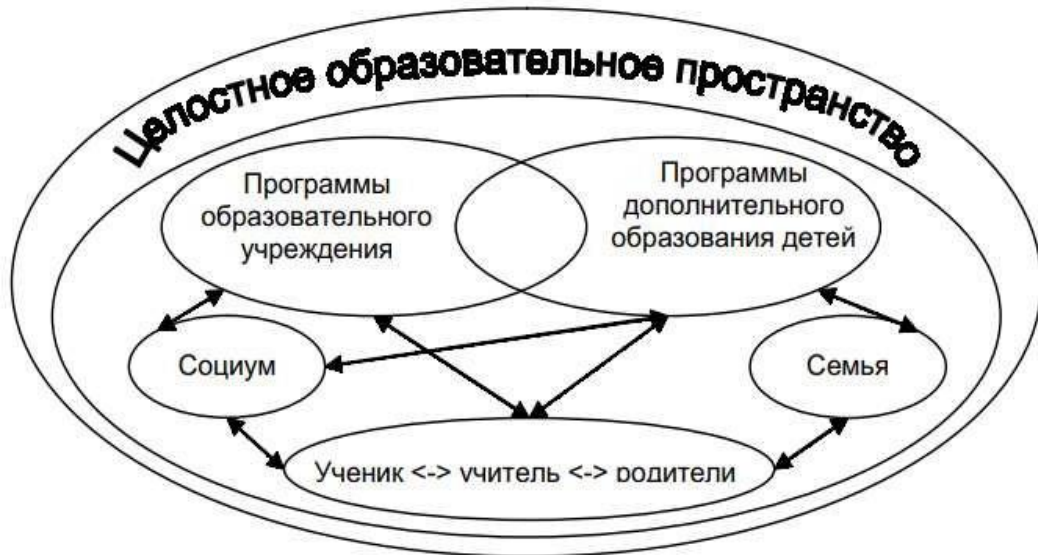 Целостное образовательное пространство
Программы
образовательного
учреждения
Программы
дополнительного
образования детей
Социум
Семья
Ученик <-> учитель <-> родители